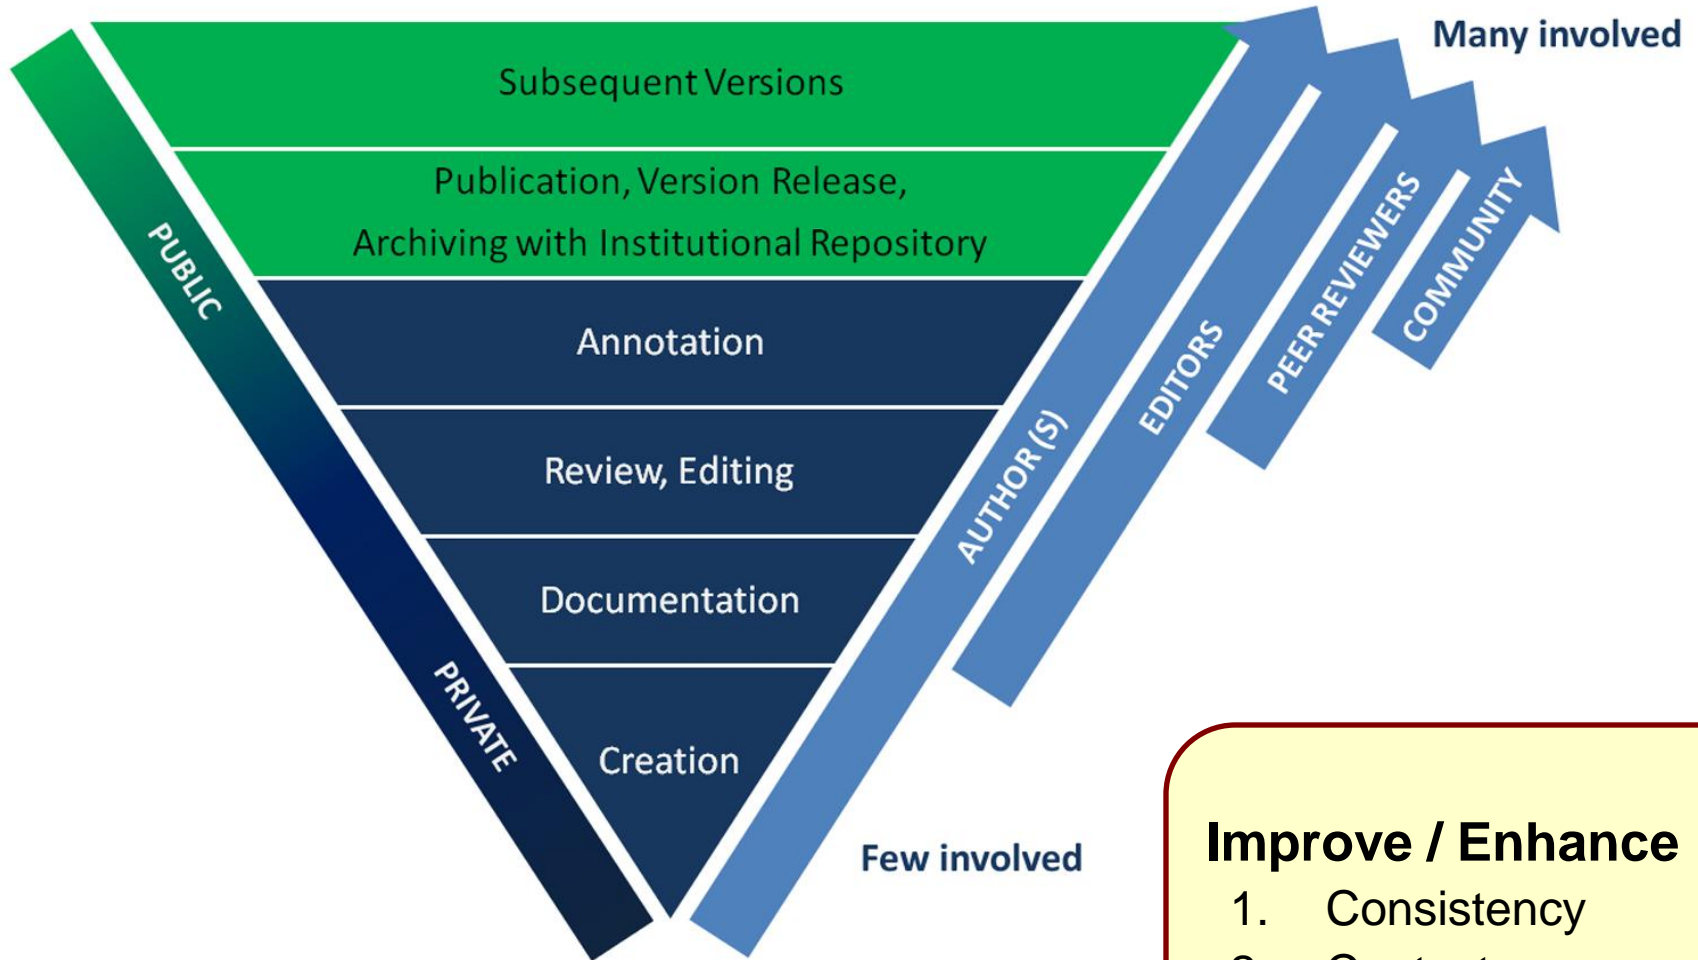 Many involved
Subsequent Versions
Publication, Version Release,
Archiving with Institutional Repository
Annotation
Review, Editing
Documentation
Creation
PUBLIC
PRIVATE
AUTHOR(S)
EDITORS
PEER REVIEWERS
COMMUNITY
Few involved
Improve / Enhance
1. Consistency